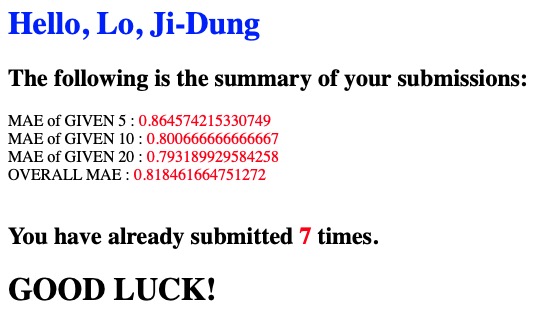 Hello, Lo, Ji-Dung
The following is the summary of your submissions:
MAE of GIVEN 5 : 0.864574215330749
MAE of GIVEN 10 : 0.800666666666667
MAE of GIVEN 20 : 0.793189929584258
OVERALL MAE : 0.818461664751272
You have already submitted 7 times.
GOOD LUCK!